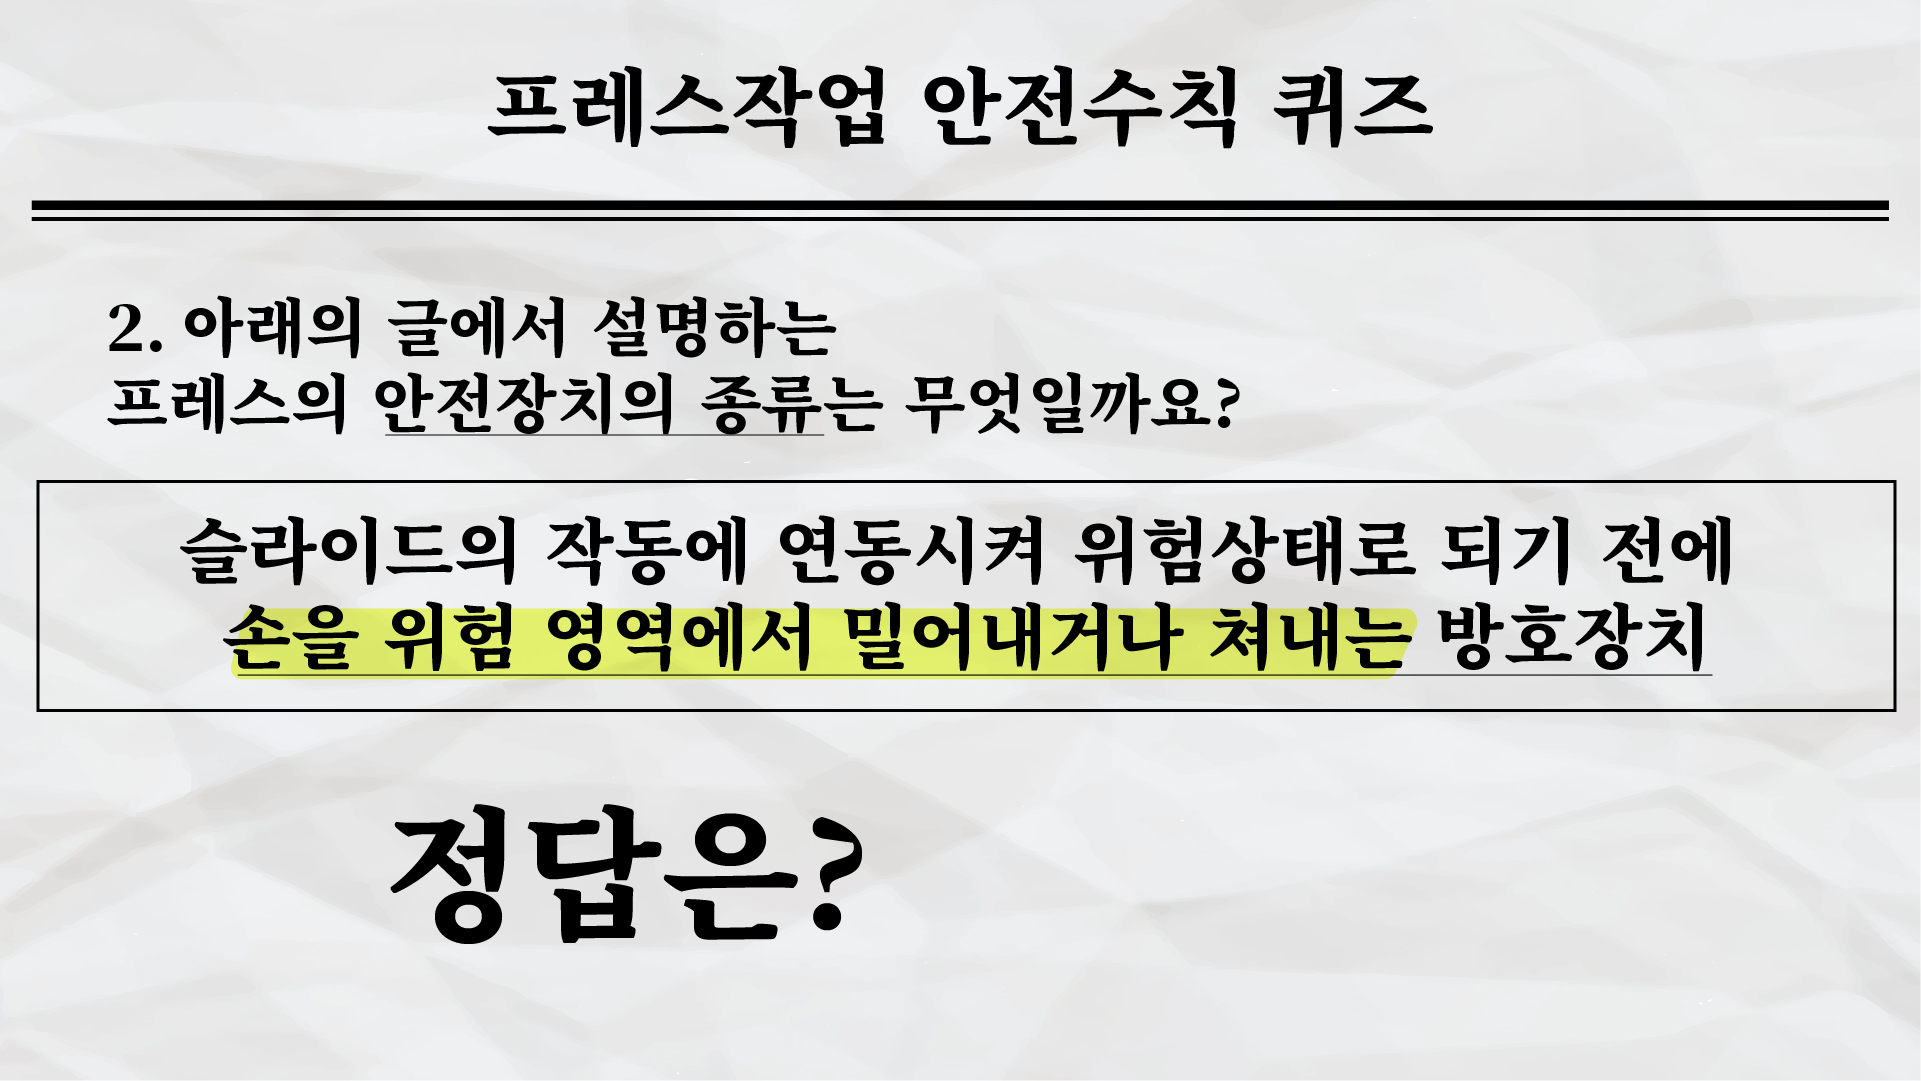 프레스작업 안전수칙 퀴즈
2. 아래의 글에서 설명하는
프레스의 안전장치의 종류는 무엇일까요?
슬라이드의 작동에 연동시켜 위험상태로 되기 전에
손을 위험 영역에서 밀어내거나 쳐내는 방호장치
정답은?